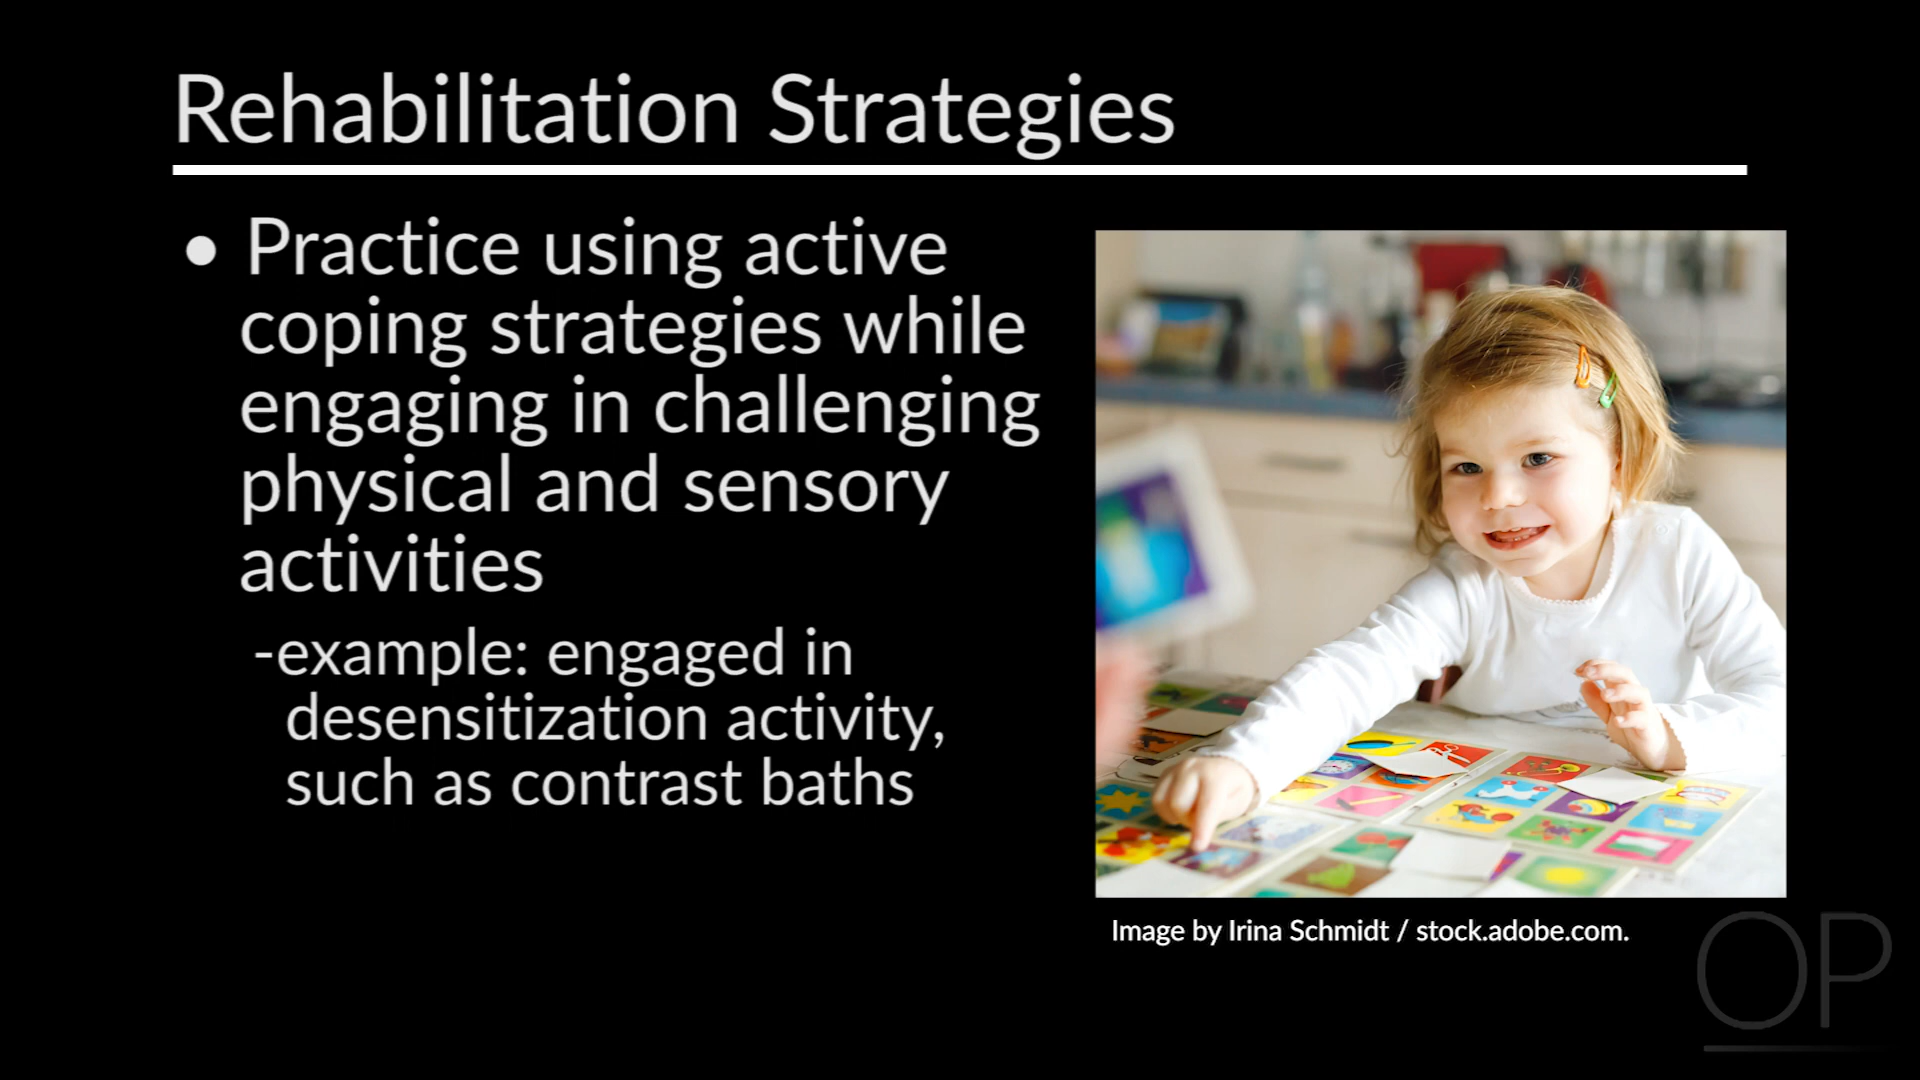 Rehabilitation Strategies
• Practice using active
coping strategies while
engaging in challenging
physical and sensory
activities
-example: engaged in
desensitization activity,
such as contrast baths
Image by Irina Schmidt / stock.adobe.com.
OP